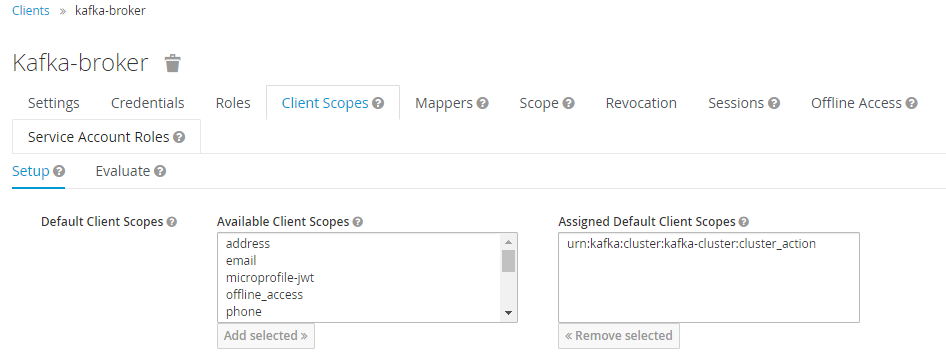 Clients » kafka-broker
Kafka-broker
Settings Credentials Roles Client Scopes Mappers Scope Revocation Sessions Offline Access
Service Account Roles
Setup Evaluate
Default Client Scopes Available Client Scopes Assigned Default Client Scopes
address urn:kafka:cluster:kafka-cluster:cluster_action
email
microprofile-jwt
offline_access
phone
Add selected » « Remove selected